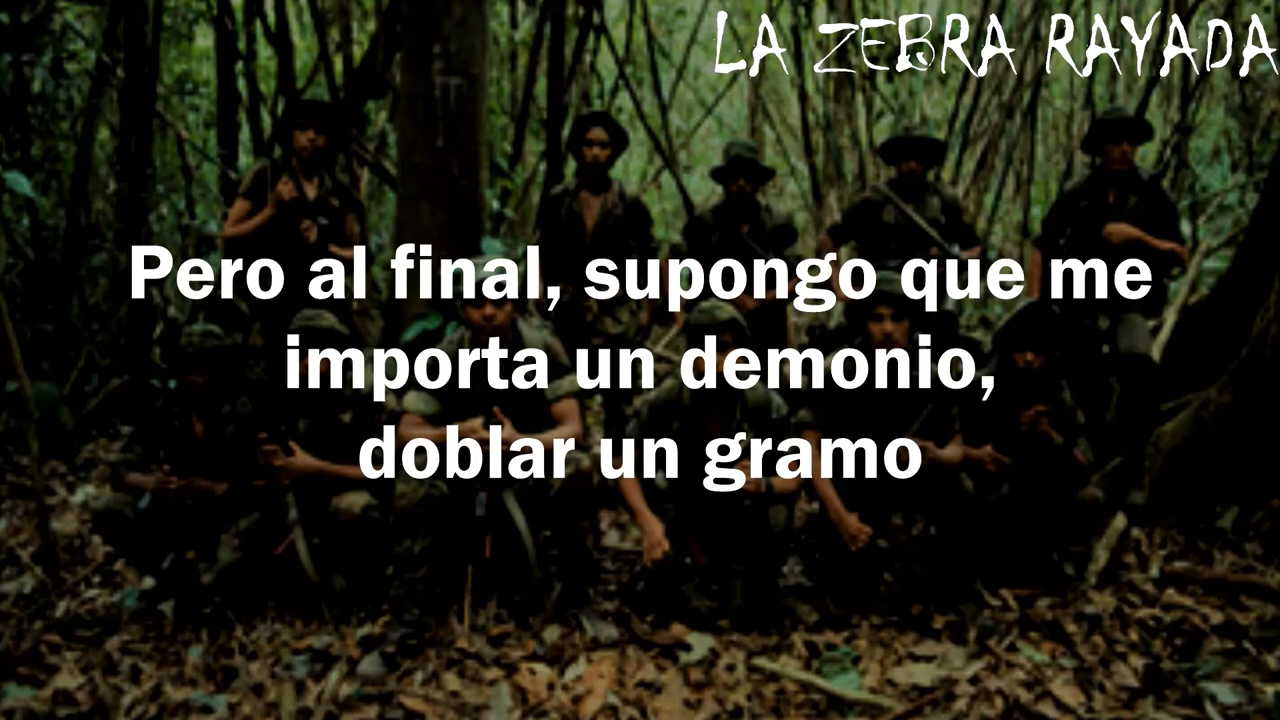 LA ZEBRA RAYADA
Pero al final, supongo que me
importa un demonio,
doblar un gramo